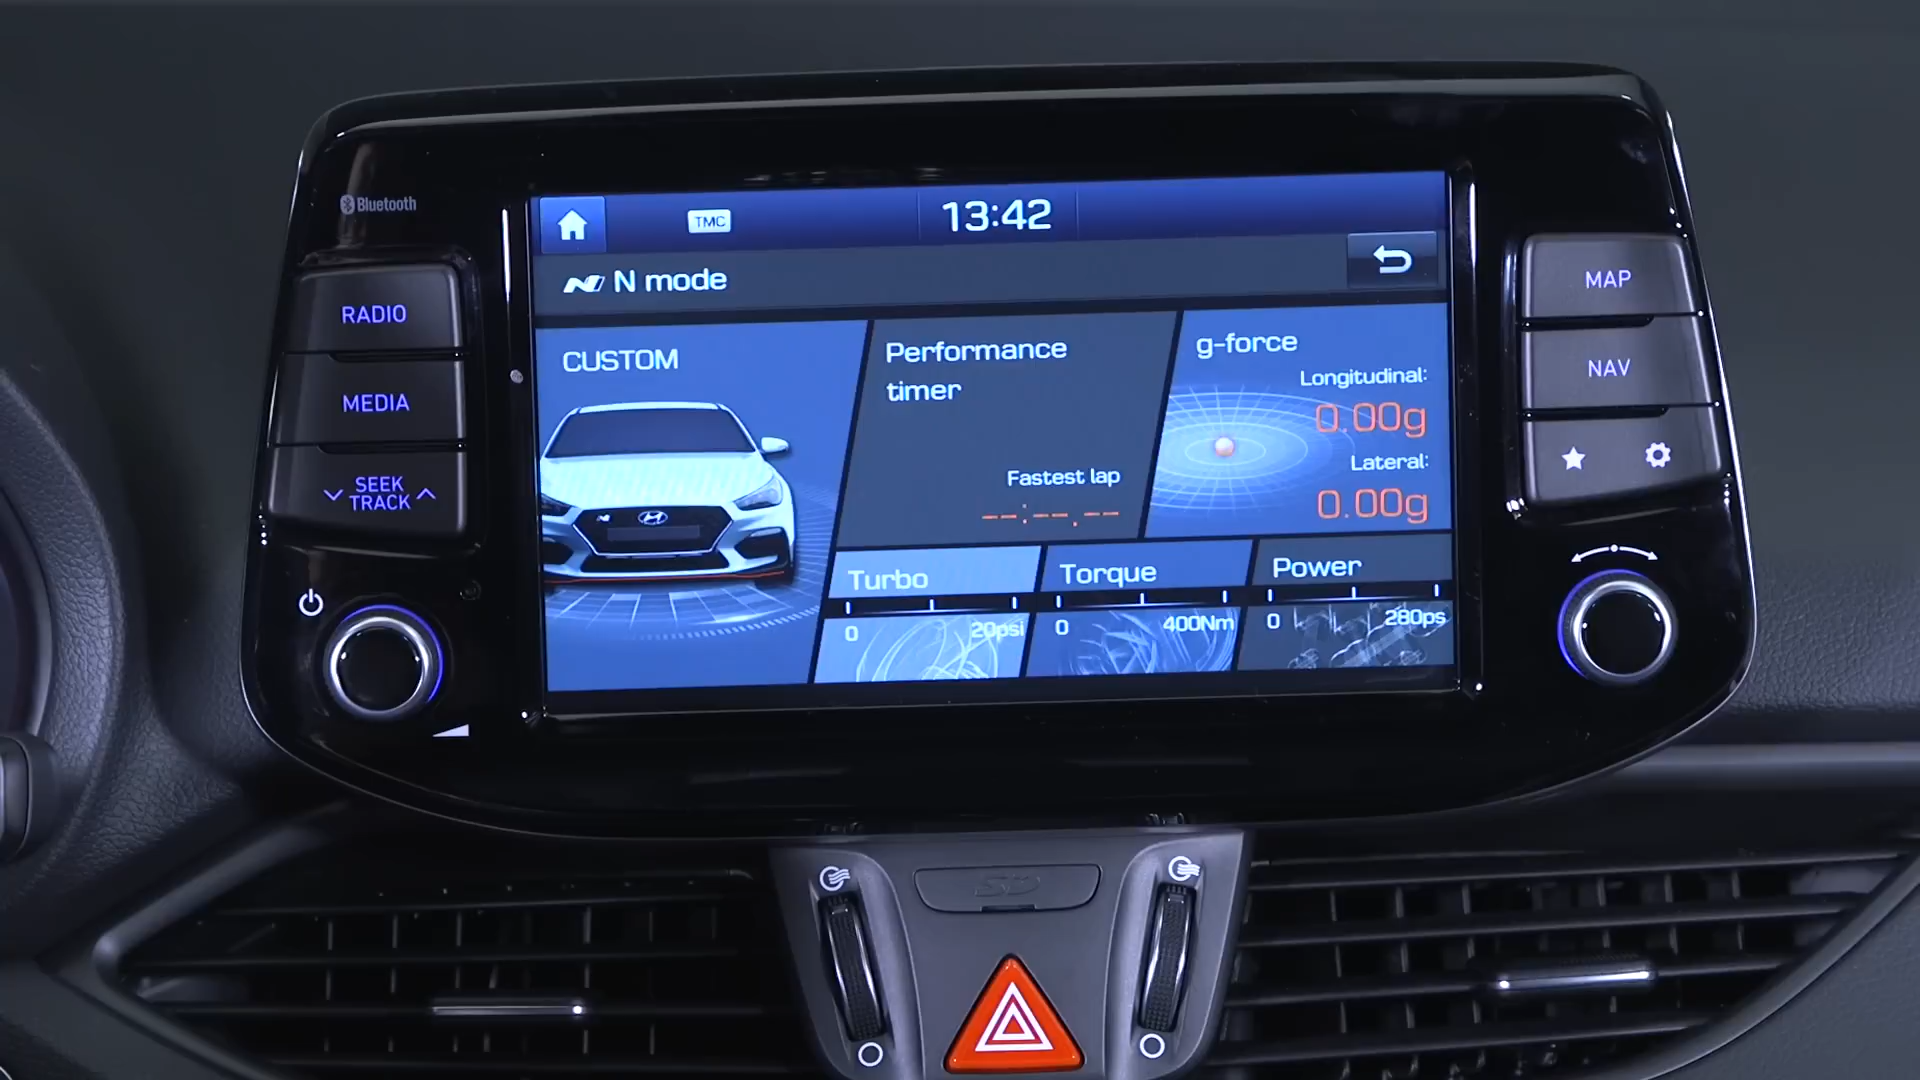 Bluetooth
TMC
13:42
N mode
RADIO
MEDIA
SEEK
TRACK
CUSTOM
Performance
timer
Fastest lap
--:--.--
g-force
Longitudinal:
0.00g
Lateral:
0.00g
Turbo
0 20psi
Torque
0 400Nm
Power
0 280ps
MAP
NAV
SD